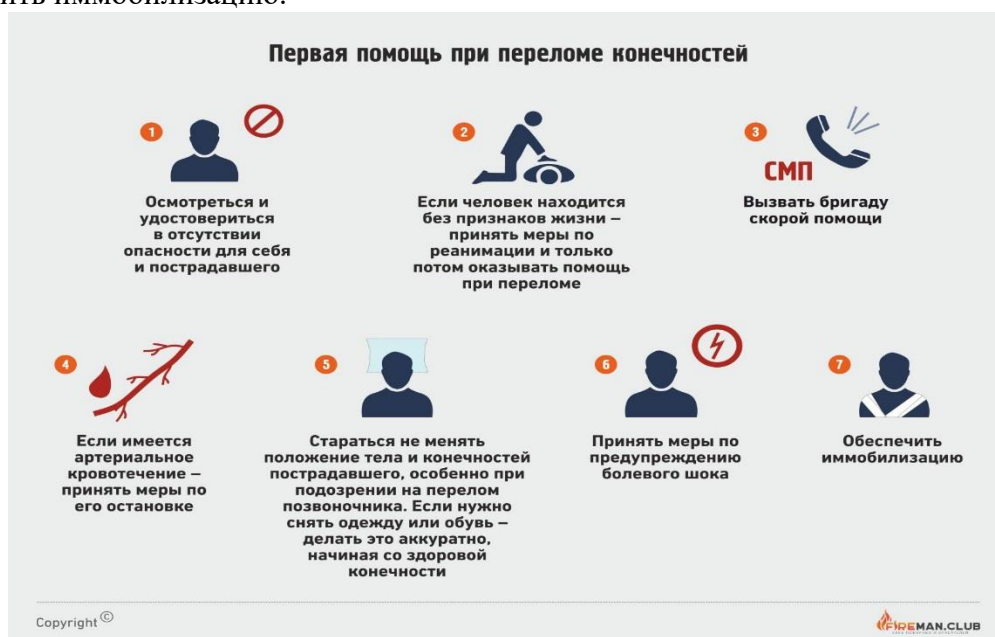 ить иммобилизацию.
Первая помощь при переломе конечностей
1
Осмотреться и
удостовериться
в отсутствии
опасности для себя
и пострадавшего
2
Если человек находится
без признаков жизни –
принять меры по
реанимации и только
потом оказывать помощь
при переломе
3
СМП
Вызвать бригаду
скорой помощи
4
Если имеется
артериальное
кровотечение –
принять меры по
его остановке
5
Стараться не менять
положение тела и конечностей
пострадавшего, особенно при
подозрении на перелом
позвоночника. Если нужно
снять одежду или обувь –
делать это аккуратно,
начиная со здоровой
конечности
6
Принять меры по
предупреждению
болевого шока
7
Обеспечить
иммобилизацию
Copyright ©
FIREMAN.CLUB